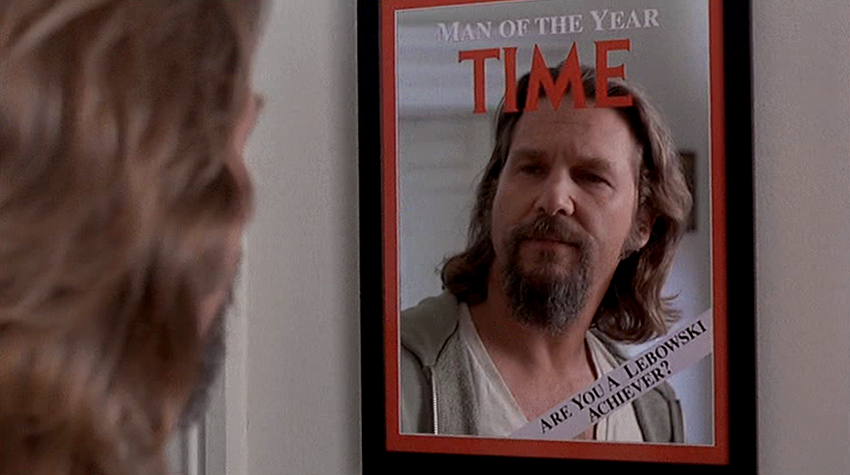 MAN OF THE YEAR
TIME
ARE YOU A LEBOWSKI
ACHIEVER?